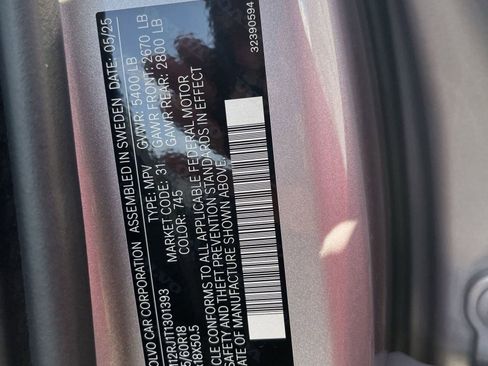 OLVO CAR CORPORATION ASSEMBLED IN SWEDEN DATE: 05/25
TYPE: MPV GVWR: 5400 LB
MARKET CODE: 31 GAWR FRONT: 2670 LB
COLOR: 745 GAWR REAR: 2800 LB
12RJT1T1301393
5/60R18
18X50.5
CLE CONFORMS TO ALL APPLICABLE FEDERAL MOTOR
SAFETY AND THEFT PREVENTION STANDARDS IN EFFECT
ATE OF MANUFACTURE SHOWN ABOVE.
32390594